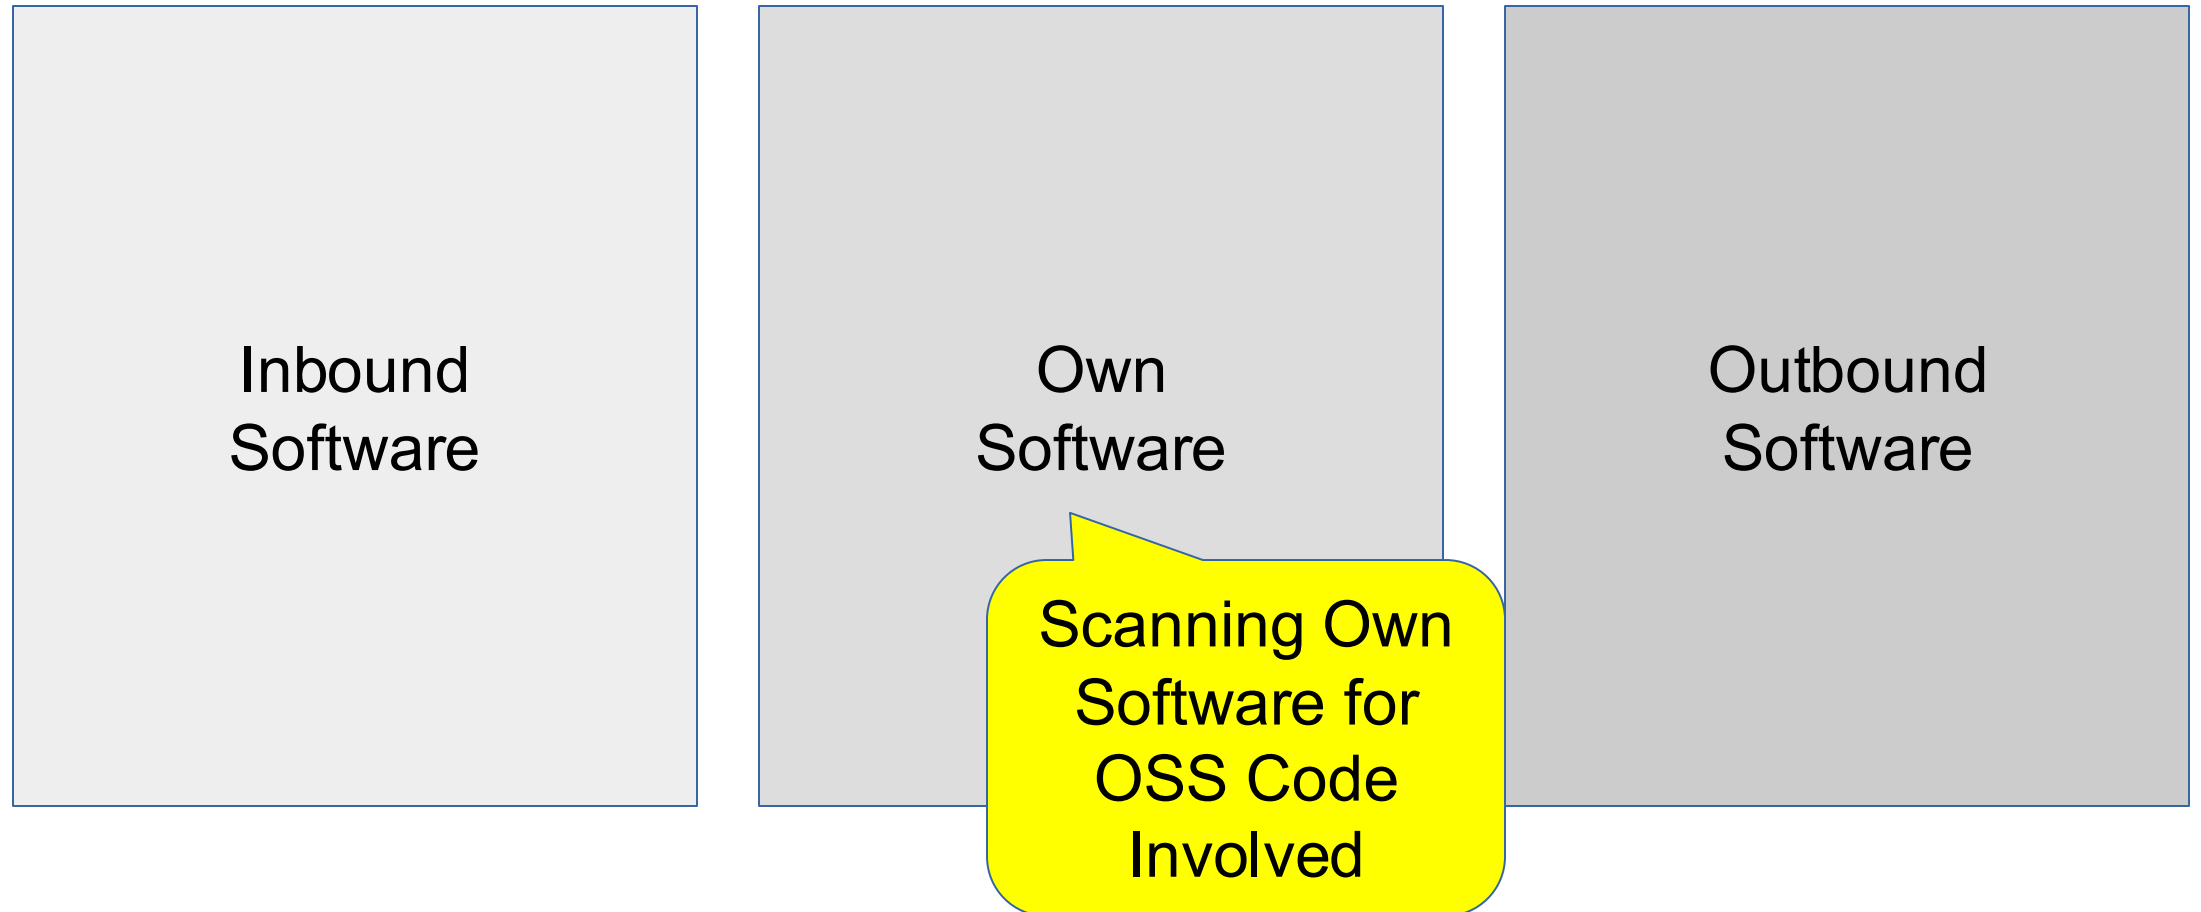 Inbound
Software
Own
Software
Outbound
Software
Scanning Own
Software for
OSS Code
Involved